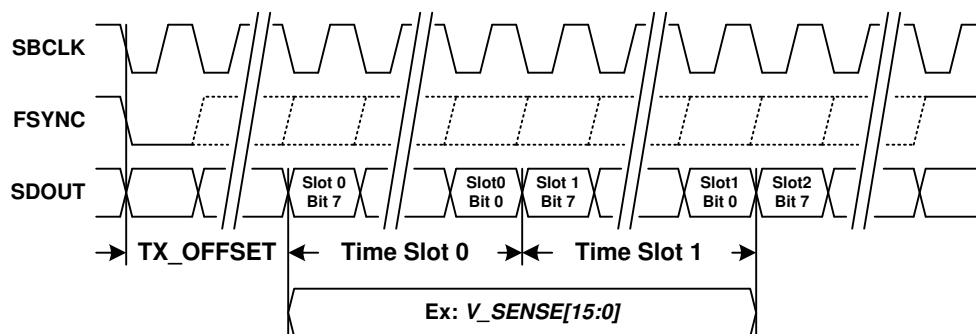 SBCLK
FSYNC
SDOUT
Slot 0
Bit 7
Slot0
Bit 0
Slot 1
Bit 7
Slot1
Bit 0
Slot2
Bit 7
TX_OFFSET
Time Slot 0
Time Slot 1
Ex: V_SENSE[15:0]